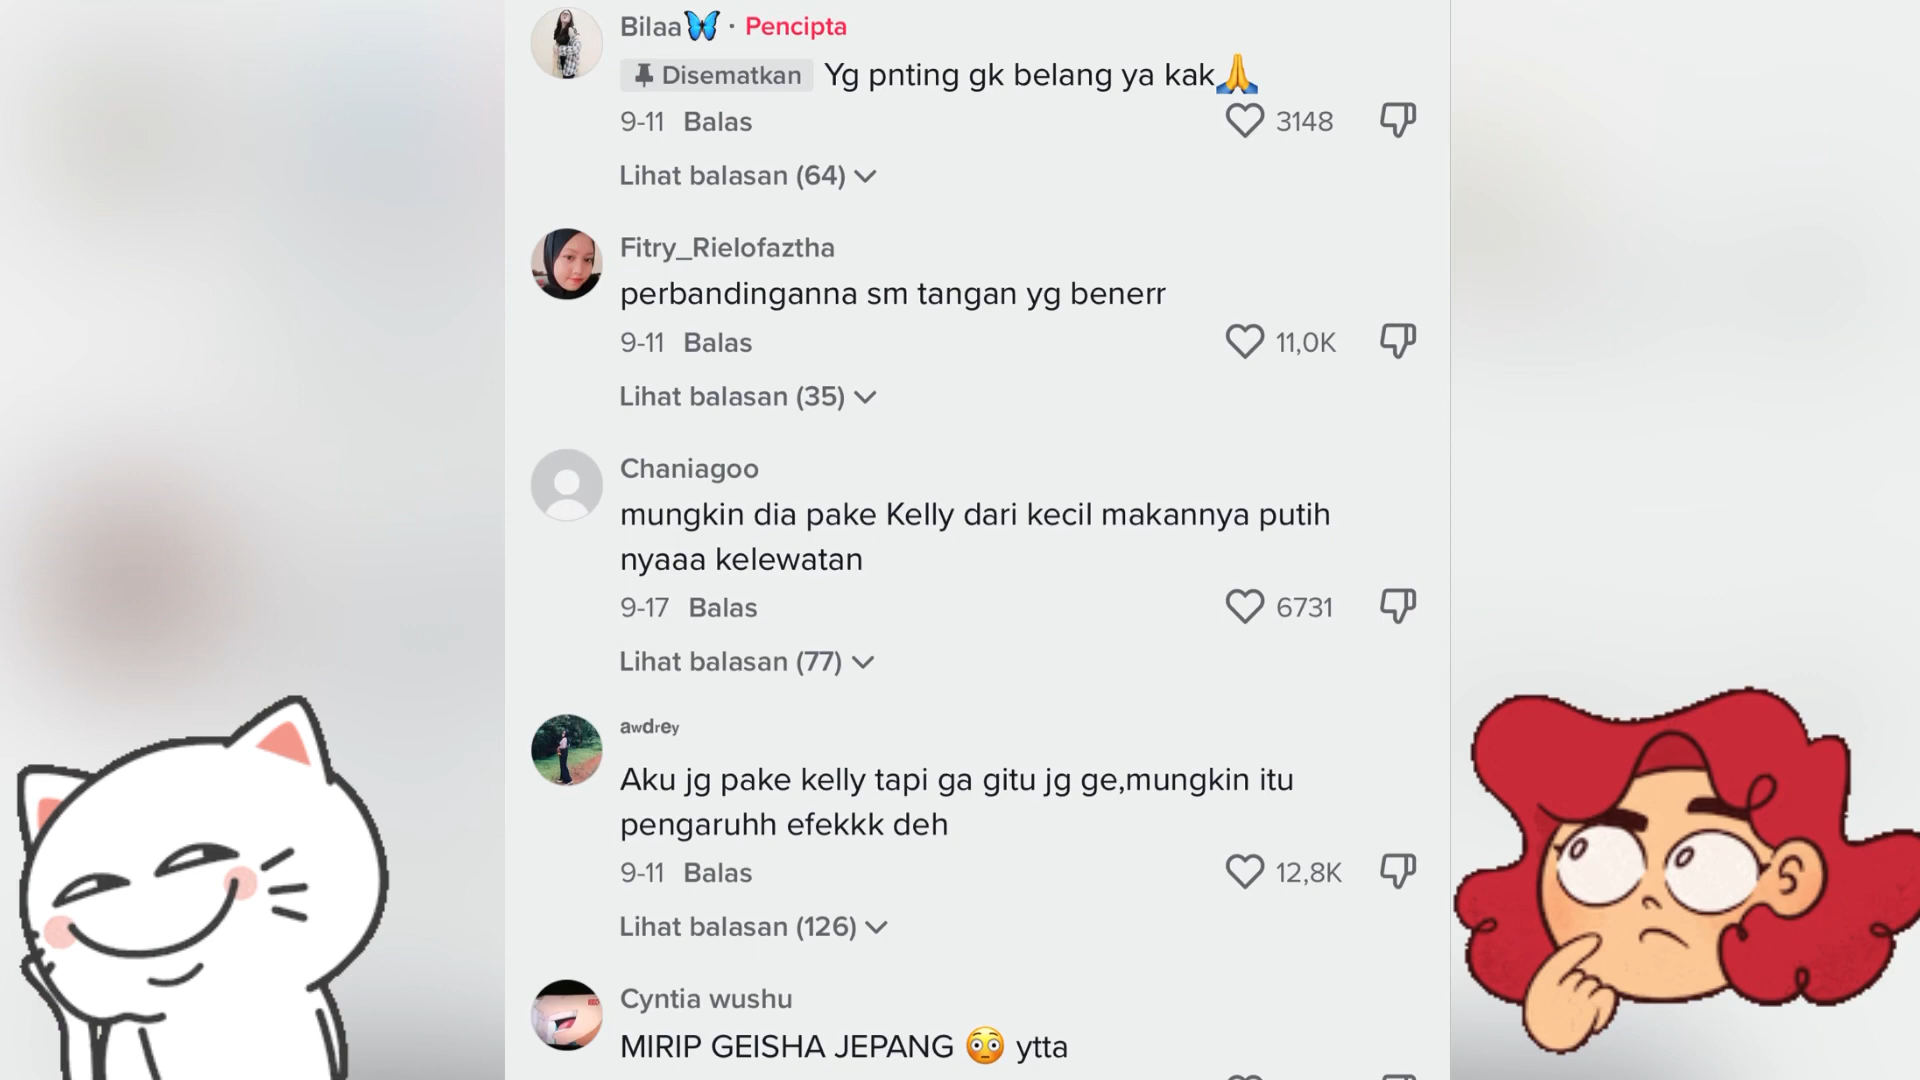 Bilaa🦋 · Pencipta
Disematkan Yg pnting gk belang ya kak🙏
9-11 Balas 3148
Lihat balasan (64)
Fitry_Rielofaztha
perbandinganna sm tangan yg benerr
9-11 Balas 11,0K
Lihat balasan (35)
Chaniagoo
mungkin dia pake Kelly dari kecil makannya putih
nyaaa kelewatan
9-17 Balas 6731
Lihat balasan (77)
awdrey
Aku jg pake kelly tapi ga gitu jg ge,mungkin itu
pengaruhh efekkk deh
9-11 Balas 12,8K
Lihat balasan (126)
Cyntia wushu
MIRIP GEISHA JEPANG 😳 ytta